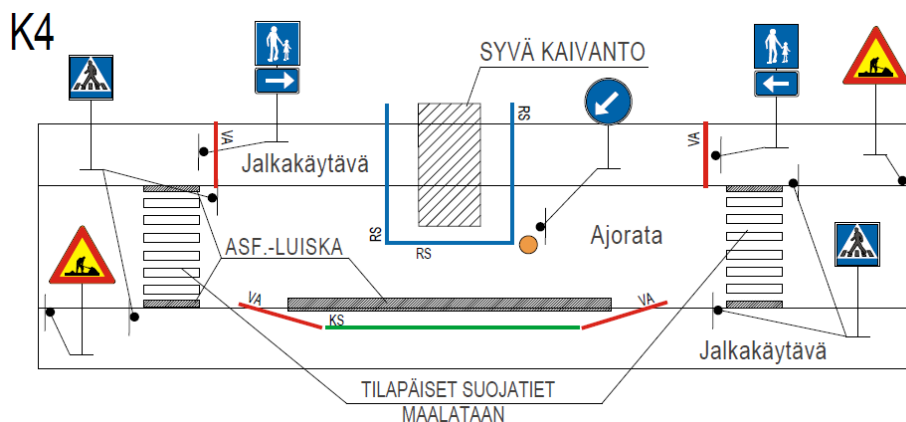 K4
SYVÄ KAIVANTO
VA
Jalkakäytävä
RS
VA
RS
RS
Ajorata
ASF.-LUISKA
VA
KS
VA
Jalkakäytävä
TILAPÄISET SUOJATIET
MAALATAAN